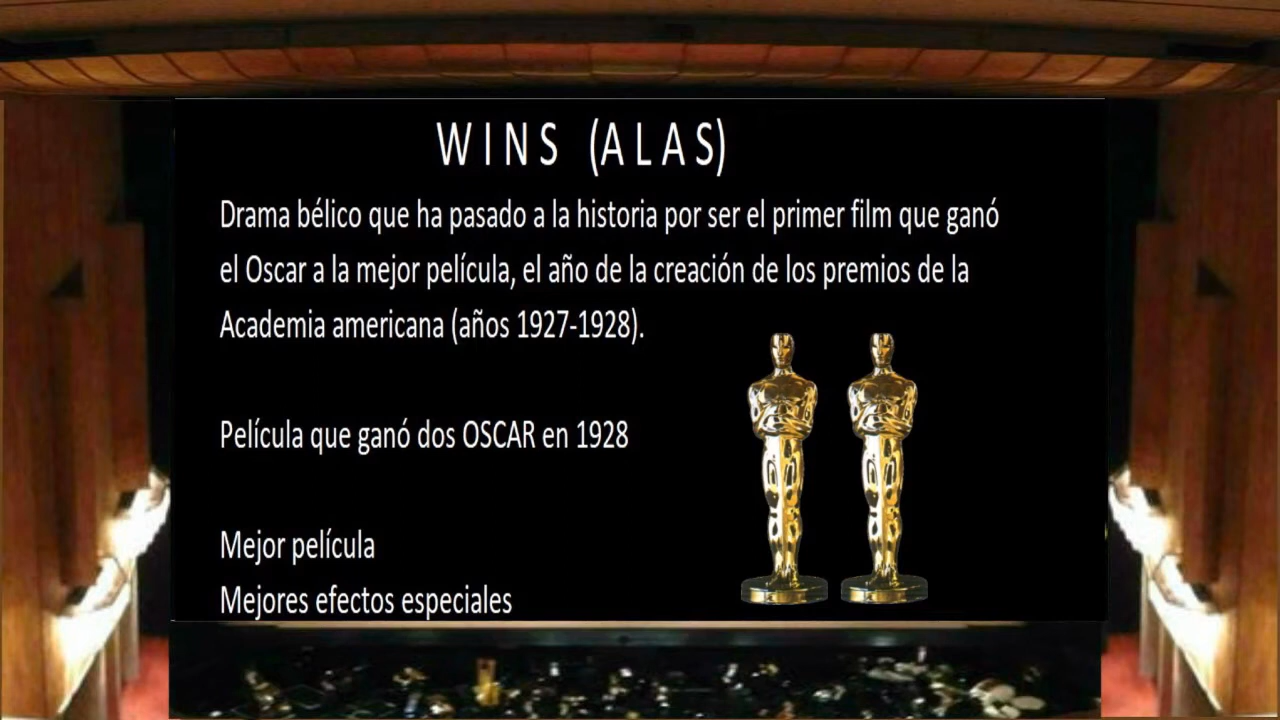 WINS (ALAS)
Drama bélico que ha pasado a la historia por ser el primer film que ganó
el Oscar a la mejor película, el año de la creación de los premios de la
Academia americana (años 1927-1928).
Película que ganó dos OSCAR en 1928
Mejor película
Mejores efectos especiales